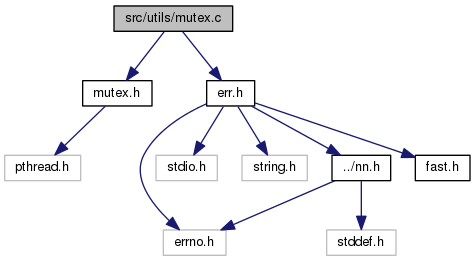 src/utils/mutex.c
mutex.h
err.h
pthread.h
stdio.h
string.h
../nn.h
fast.h
errno.h
stddef.h